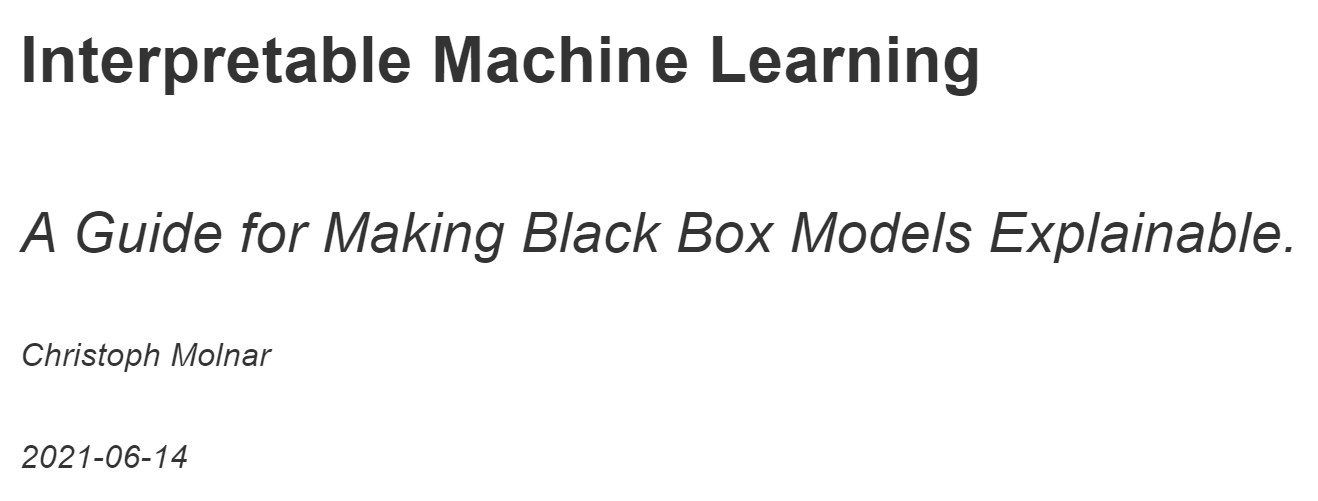 Interpretable Machine Learning
A Guide for Making Black Box Models Explainable.
Christoph Molnar
2021-06-14